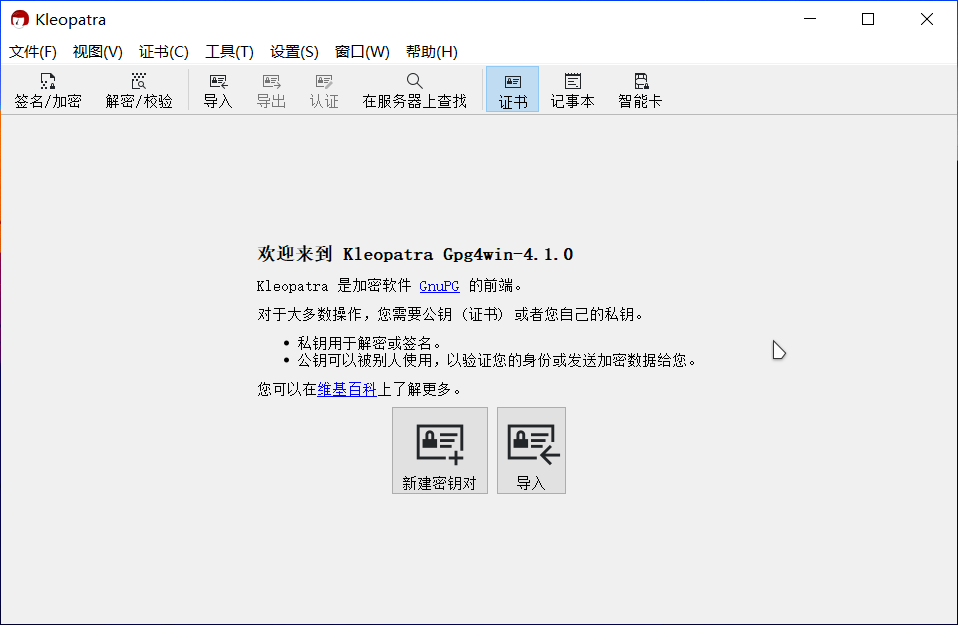 Kleopatra
文件(F) 视图(V) 证书(C) 工具(T) 设置(S) 窗口(W) 帮助(H)
签名/加密 解密/校验 导入 导出 认证 在服务器上查找 证书 记事本 智能卡
欢迎来到 Kleopatra Gpg4win-4.1.0
Kleopatra 是加密软件 GnuPG 的前端。
对于大多数操作，您需要公钥（证书）或者您自己的私钥。
• 私钥用于解密或签名。
• 公钥可以被别人使用，以验证您的身份或发送加密数据给您。
您可以在维基百科上了解更多。
新建密钥对 导入